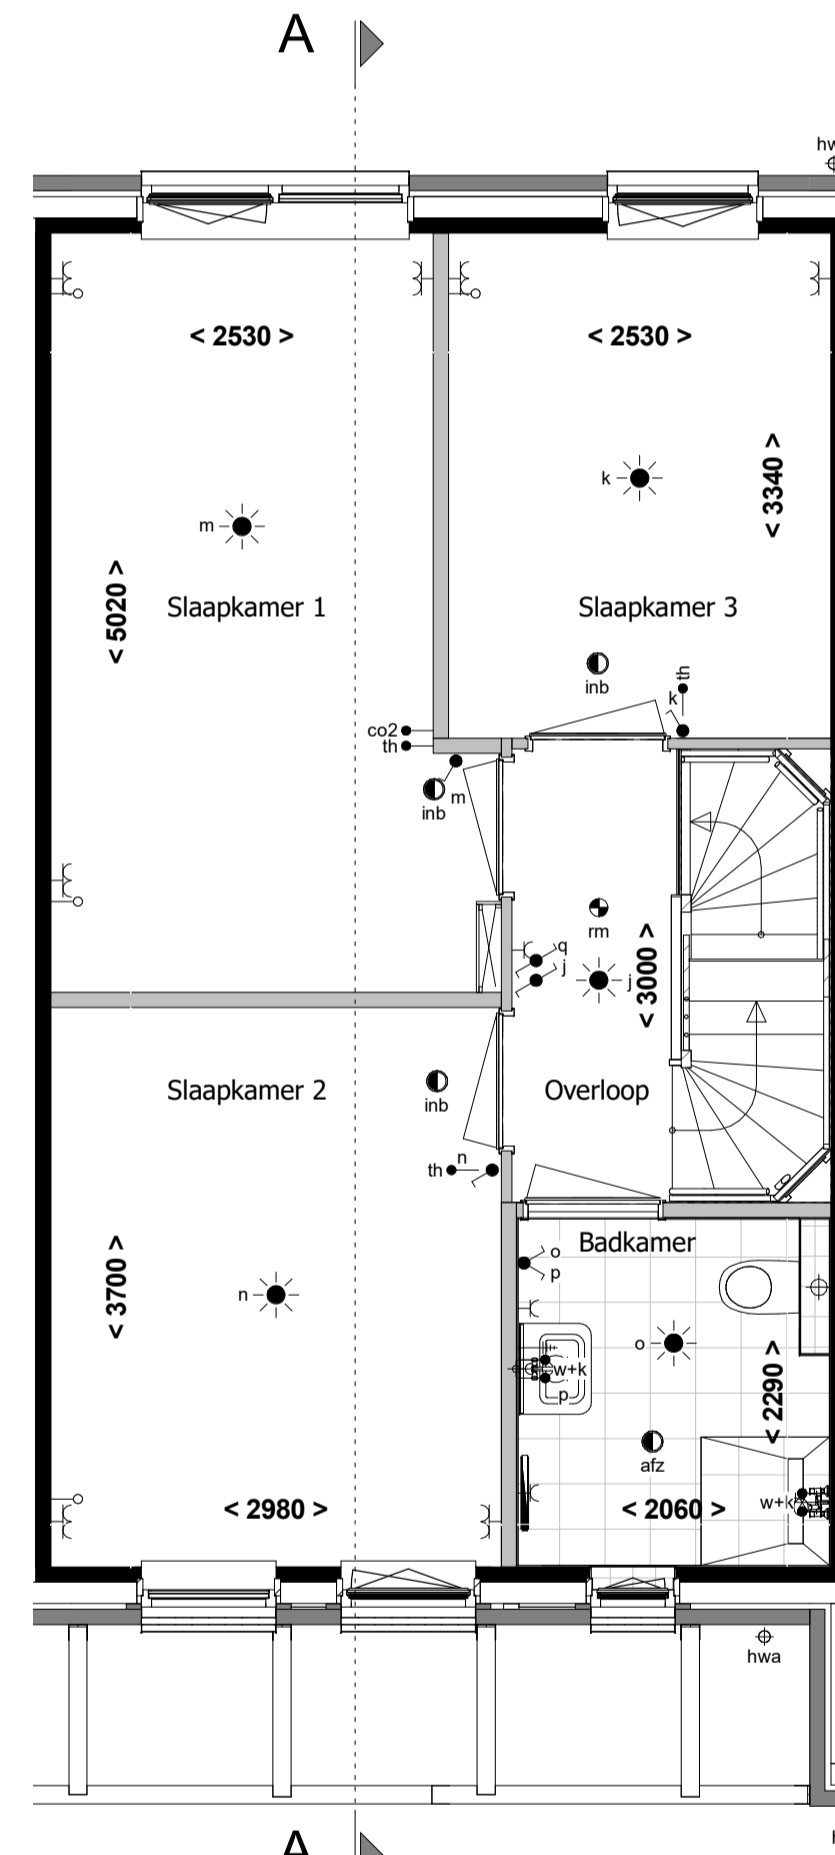 A
hw
< 2530 >
< 2530 >
< 3340 >
k
m
< 5020 >
Slaapkamer 1
Slaapkamer 3
inb
th
k
co2
th
m
inb
rm
q
j
j
< 3000 >
Slaapkamer 2
inb
Overloop
n
th
Badkamer
o
p
< 3700 >
n
o
w+k
p
< 2290 >
afz
< 2980 >
< 2060 >
w+k
hwa
A